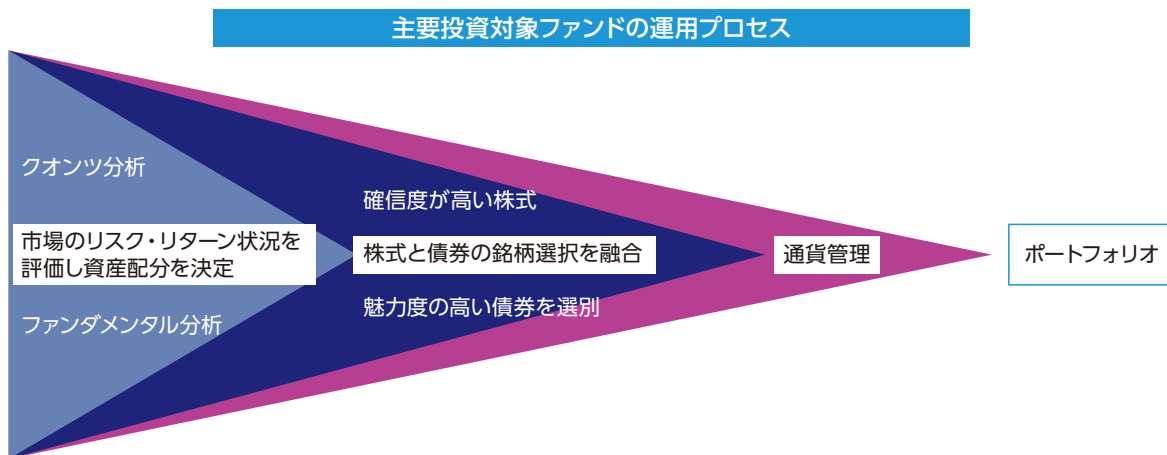 主要投資対象ファンドの運用プロセス
クオンツ分析
市場のリスク・リターン状況を
評価し資産配分を決定
ファンダメンタル分析
確信度が高い株式
株式と債券の銘柄選択を融合
魅力度の高い債券を選別
通貨管理
ポートフォリオ